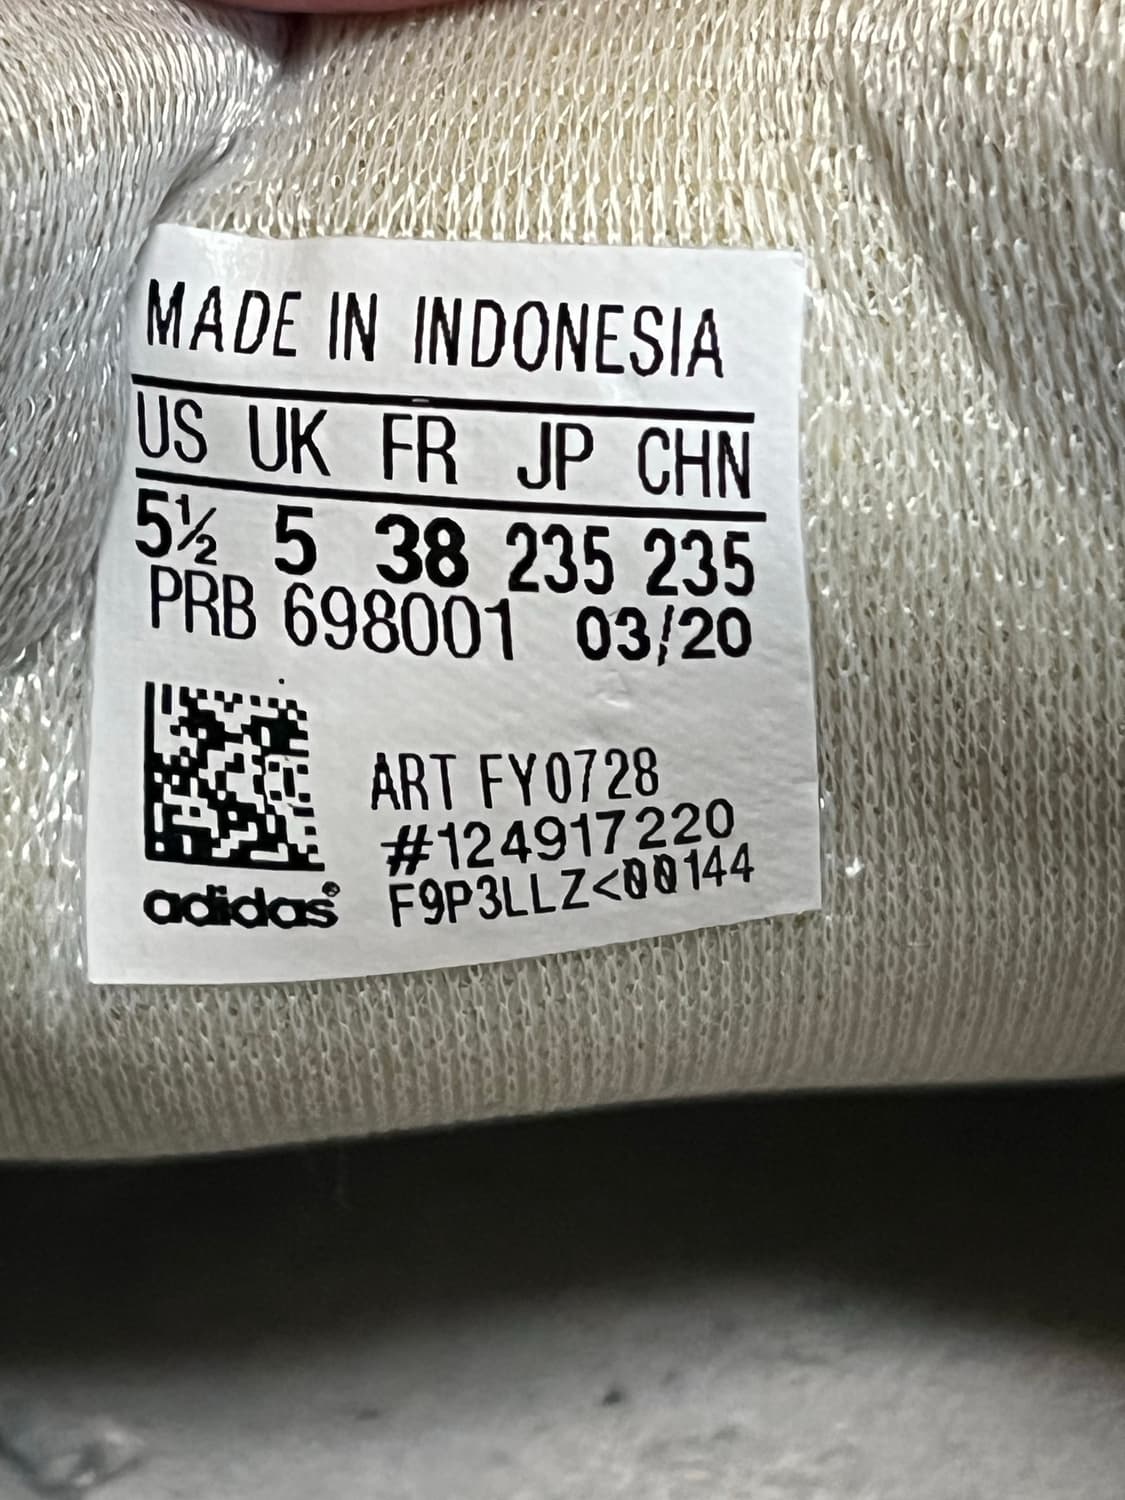 MADE IN INDONESIA
US UK FR JP CHN
5½ 5 38 235 235
PRB 698001 03/20
ART FY0728
#124917220
F9P3LLZ<00144
adidas®